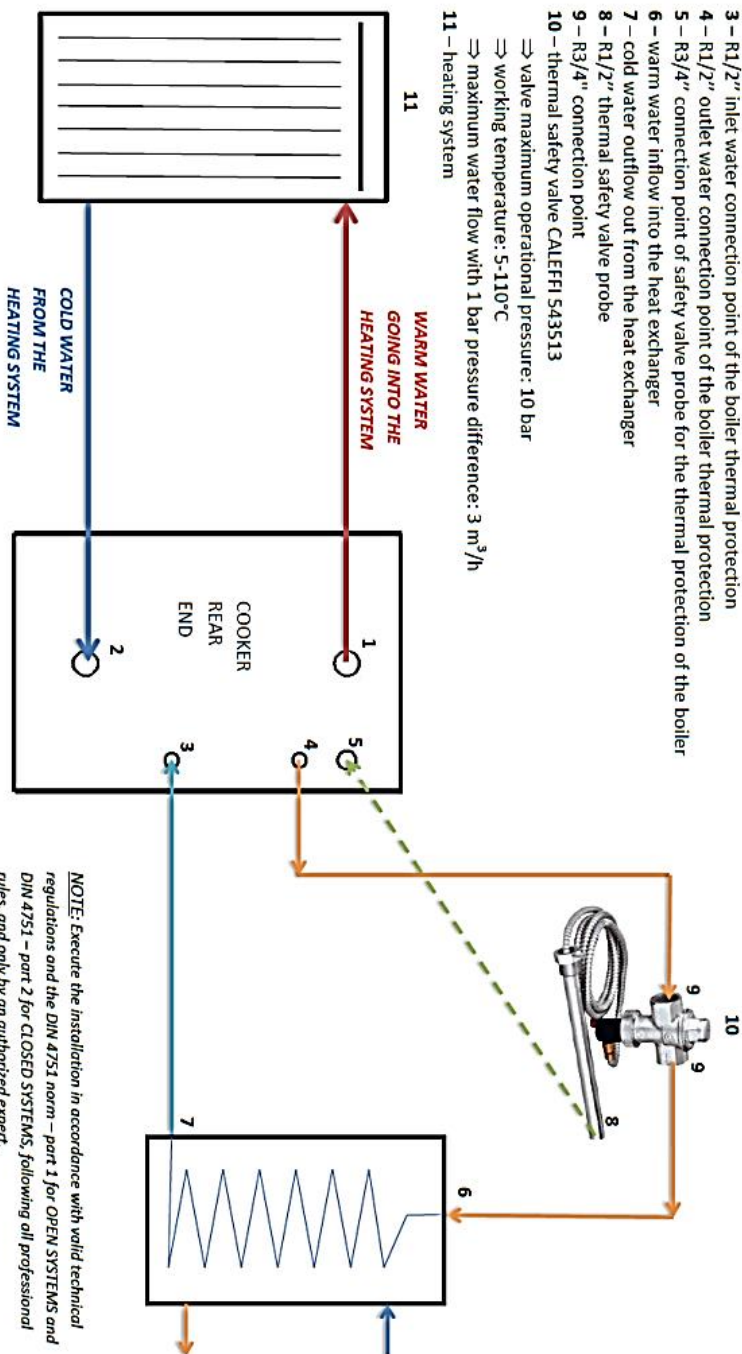 3 – R1/2" inlet water connection point of the boiler thermal protection
4 – R1/2" outlet water connection point of the boiler thermal protection
5 – R3/4" connection point of safety valve probe for the thermal protection of the boiler
6 – warm water inflow into the heat exchanger
7 – cold water outflow out from the heat exchanger
8 – R1/2" thermal safety valve probe
9 – R3/4" connection point
10 – thermal safety valve CALEFFI 543513
⇒ valve maximum operational pressure: 10 bar
⇒ working temperature: 5-110°C
⇒ maximum water flow with 1 bar pressure difference: 3 m³/h
11 – heating system
10
9
9
8
11
WARM WATER
GOING INTO THE
HEATING SYSTEM
1
5
4
6
COOKER
REAR
END
COLD WATER
FROM THE
HEATING SYSTEM
2
3
7
NOTE: Execute the installation in accordance with valid technical
regulations and the DIN 4751 norm – part 1 for OPEN SYSTEMS and
DIN 4751 – part 2 for CLOSED SYSTEMS, following all professional
rules, and only by an authorized expert.